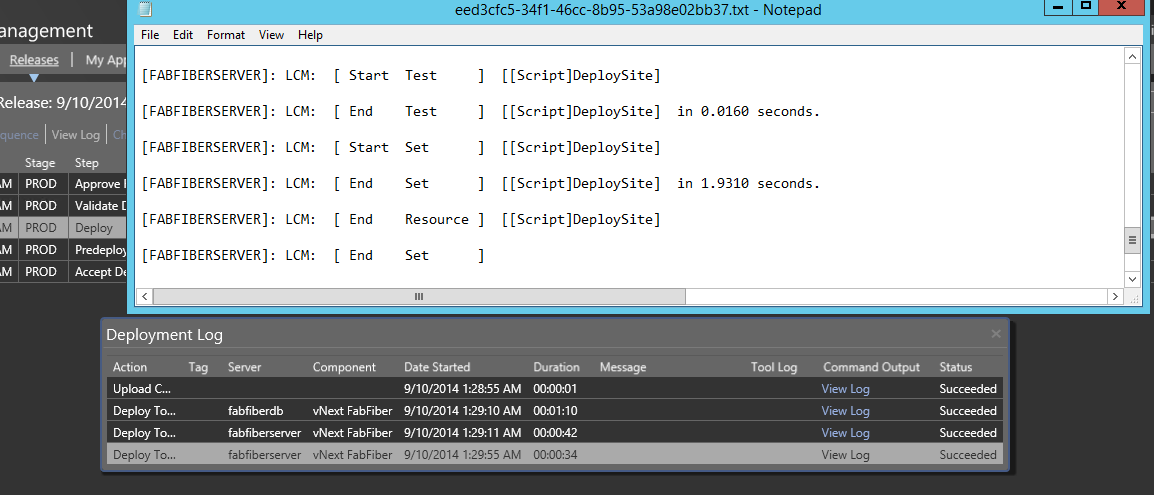 eed3cfc5-34f1-46cc-8b95-53a98e02bb37.txt - Notepad
File Edit Format View Help
[FABFIBERSERVER]: LCM: [ Start Test ] [[Script]DeploySite]
[FABFIBERSERVER]: LCM: [ End Test ] [[Script]DeploySite] in 0.0160 seconds.
[FABFIBERSERVER]: LCM: [ Start Set ] [[Script]DeploySite]
[FABFIBERSERVER]: LCM: [ End Set ] [[Script]DeploySite] in 1.9310 seconds.
[FABFIBERSERVER]: LCM: [ End Resource ] [[Script]DeploySite]
[FABFIBERSERVER]: LCM: [ End Set ]
anagement
Releases | My App
Release: 9/10/2014
quence View Log Ch
Stage Step
AM PROD Approve
AM PROD Validate D
AM PROD Deploy
AM PROD Predeploy
AM PROD Accept De
Deployment Log
Action Tag Server Component Date Started Duration Message Tool Log Command Output Status
Upload C... 9/10/2014 1:28:55 AM 00:00:01 View Log Succeeded
Deploy To... fabfiberdb vNext FabFiber 9/10/2014 1:29:10 AM 00:01:10 View Log Succeeded
Deploy To... fabfiberserver vNext FabFiber 9/10/2014 1:29:11 AM 00:00:42 View Log Succeeded
Deploy To... fabfiberserver vNext FabFiber 9/10/2014 1:29:55 AM 00:00:34 View Log Succeeded